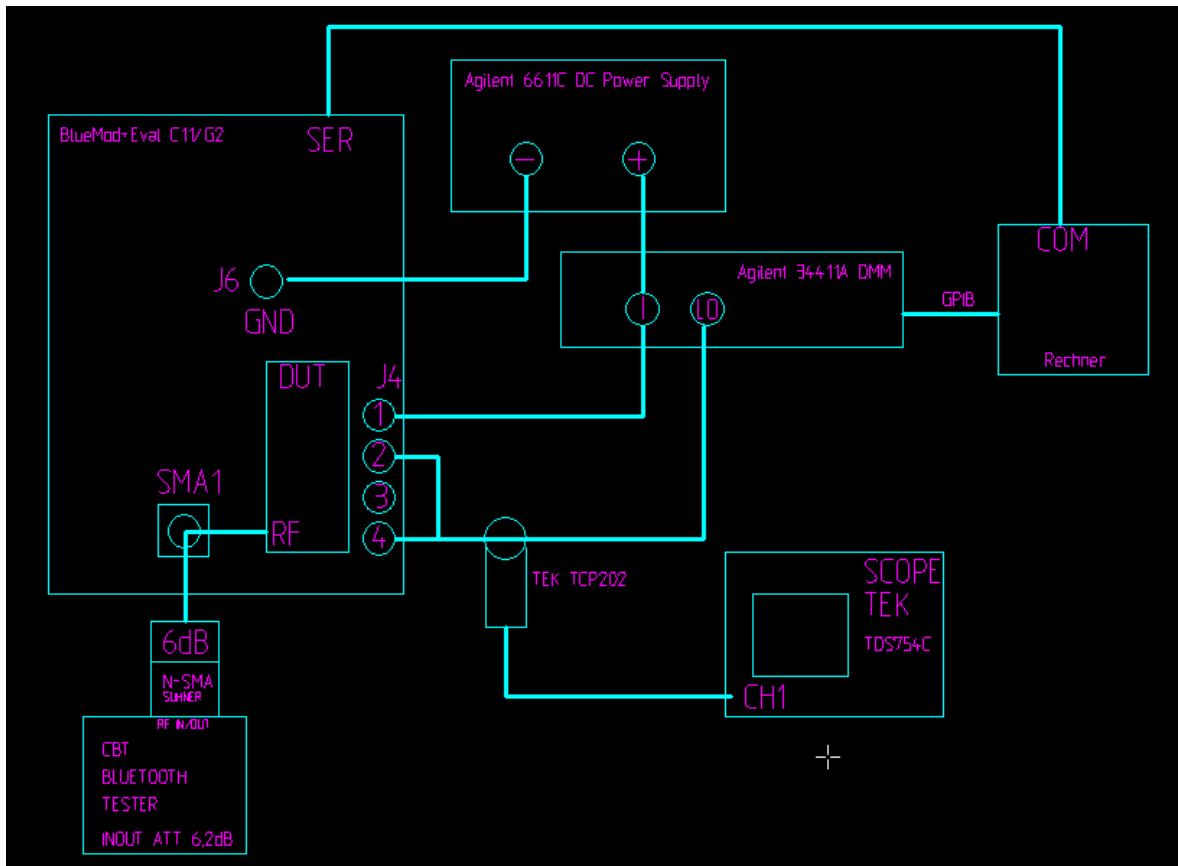 Agilent 6611C DC Power Supply
BlueMod+Eval C11/G2
SER
-
+
COM
J6
GND
Agilent 34411A DMM
I
LO
GPIB
Rechner
DUT
J4
1
2
3
4
SMA1
RF
TEK TCP202
SCOPE
TEK
TDS754C
CH1
6dB
N-SMA
SUHNER
RF IN/OUT
CBT
BLUETOOTH
TESTER
INOUT ATT 6,2dB